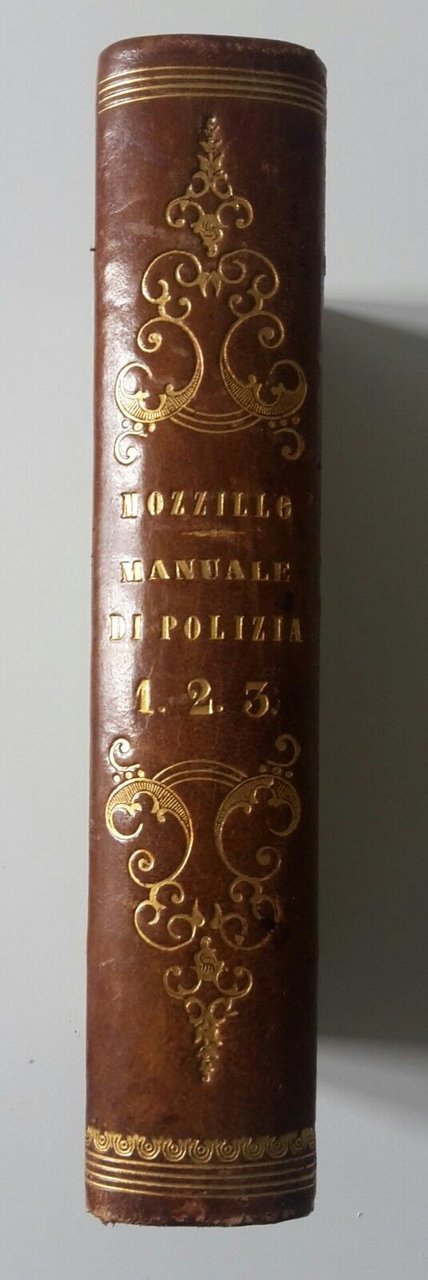 MOZZILLO
MANUALE
DI POLIZIA
1. 2. 3.